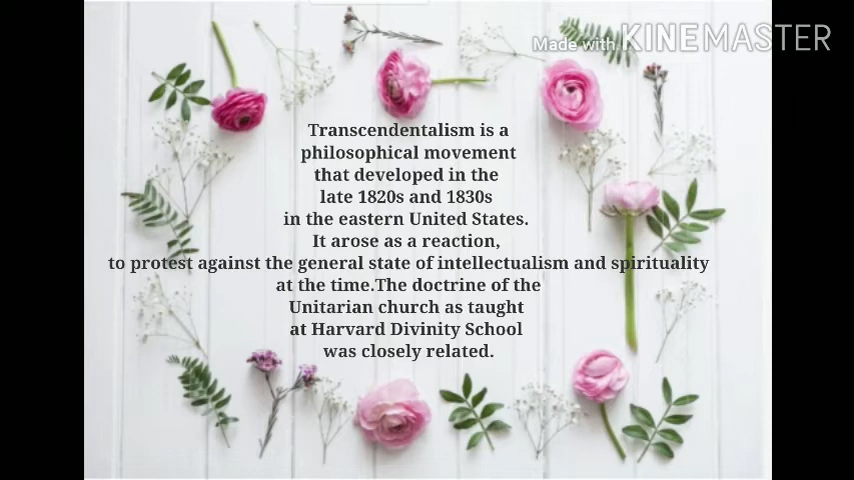 Made with KINEMASTER
Transcendentalism is a
philosophical movement
that developed in the
late 1820s and 1830s
in the eastern United States.
It arose as a reaction,
to protest against the general state of intellectualism and spirituality
at the time.The doctrine of the
Unitarian church as taught
at Harvard Divinity School
was closely related.